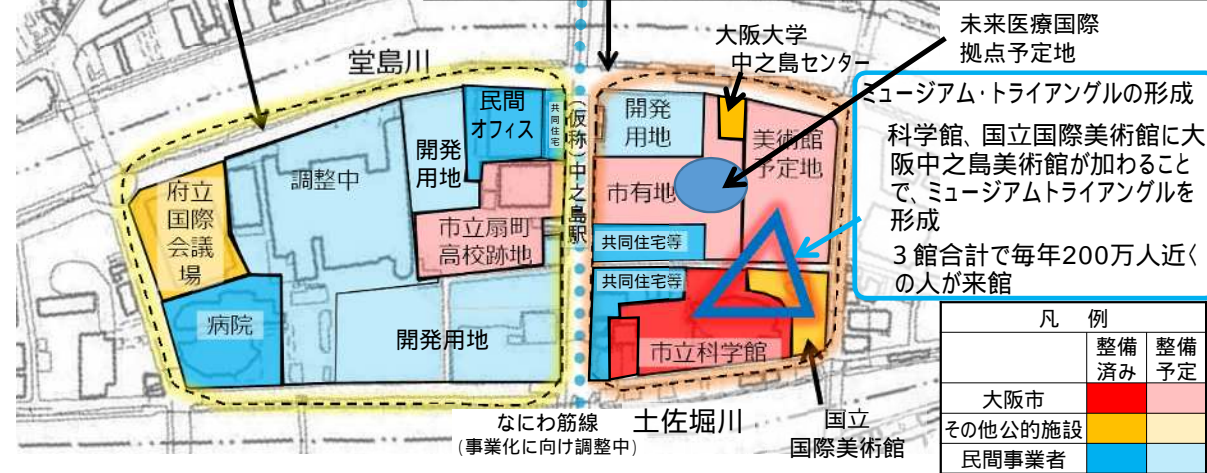 未来医療国際
拠点予定地
大阪大学
中之島センター
堂島川
ミュージアム・トライアングルの形成
科学館、国立国際美術館に大
阪中之島美術館が加わること
で、ミュージアムトライアングルを
形成
３館合計で毎年200万人近く
の人が来館
民間
オフィス
共同住宅
(仮称)中之島駅
開発
用地
美術館
予定地
開発
用地
調整中
市有地
府立
国際
会議
場
市立扇町
高校跡地
共同住宅等
共同住宅等
病院
開発用地
市立科学館
なにわ筋線
(事業化に向け調整中)
土佐堀川
国立
国際美術館
凡 例
整備
済み
整備
予定
大阪市
その他公的施設
民間事業者